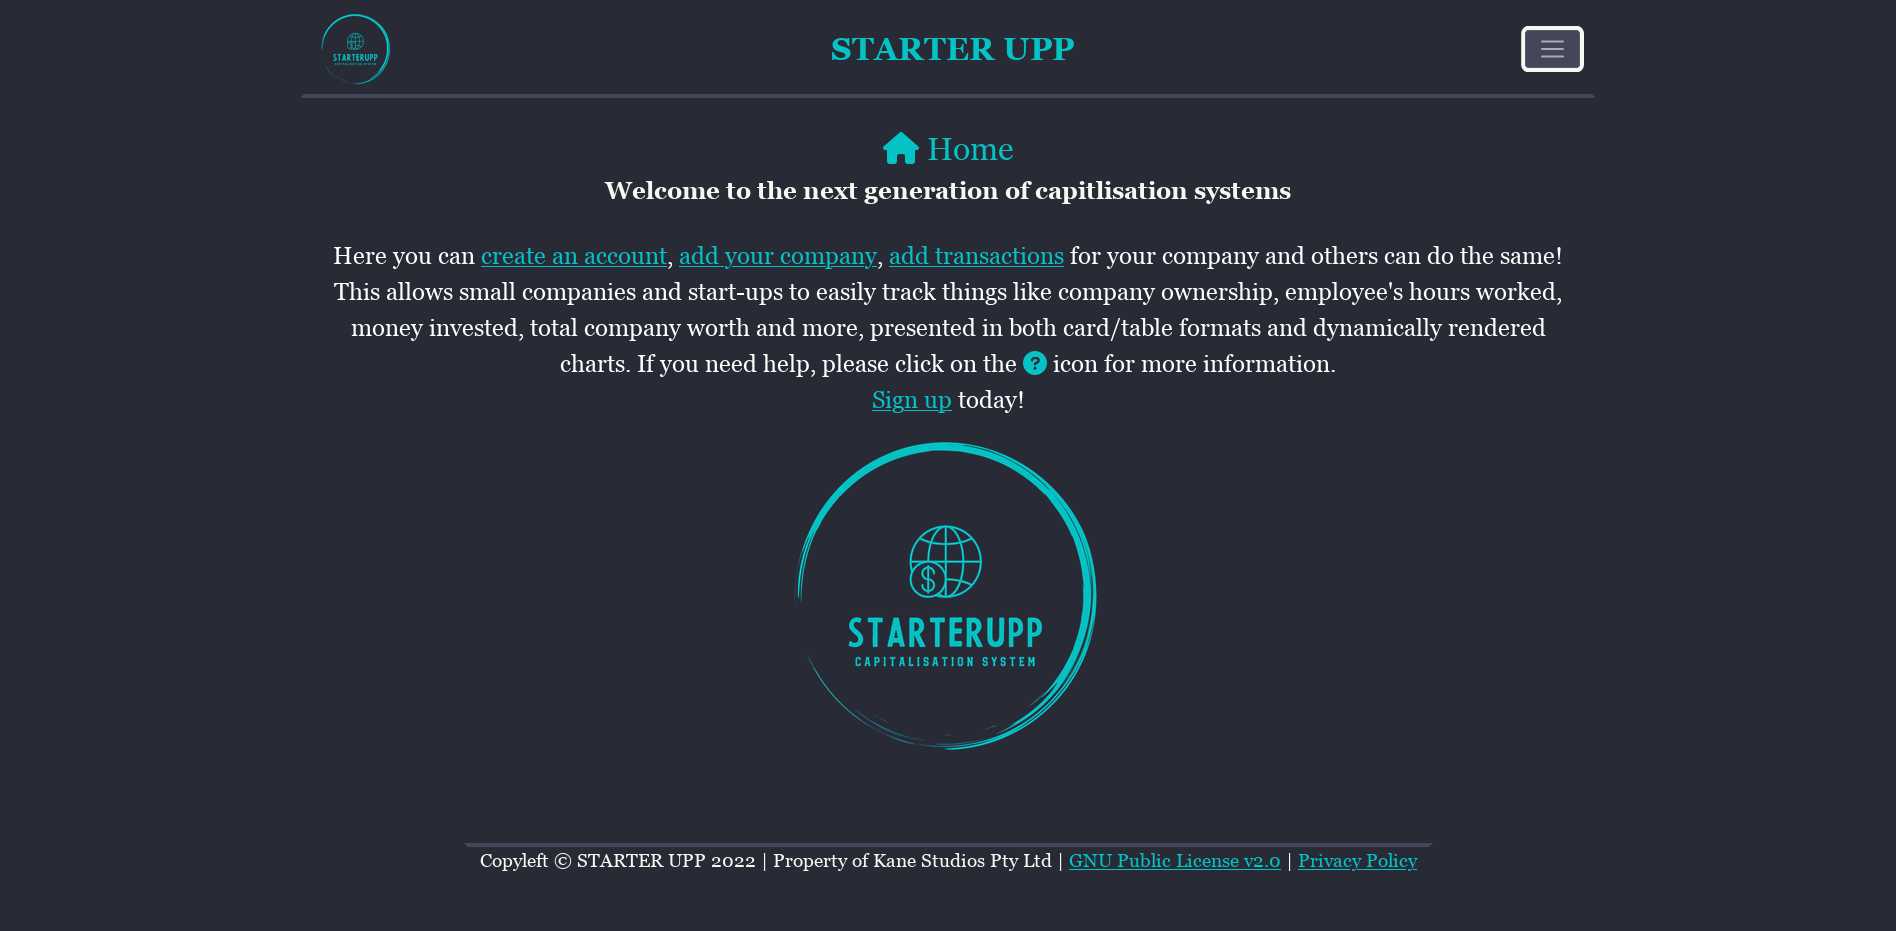 STARTERUPP
CAPITALISATION SYSTEM
STARTER UPP
Home
Welcome to the next generation of capitlisation systems
Here you can create an account, add your company, add transactions for your company and others can do the same!
This allows small companies and start-ups to easily track things like company ownership, employee's hours worked,
money invested, total company worth and more, presented in both card/table formats and dynamically rendered
charts. If you need help, please click on the ? icon for more information.
Sign up today!
$
STARTERUPP
CAPITALISATION SYSTEM
Copyleft © STARTER UPP 2022 | Property of Kane Studios Pty Ltd | GNU Public License v2.0 | Privacy Policy